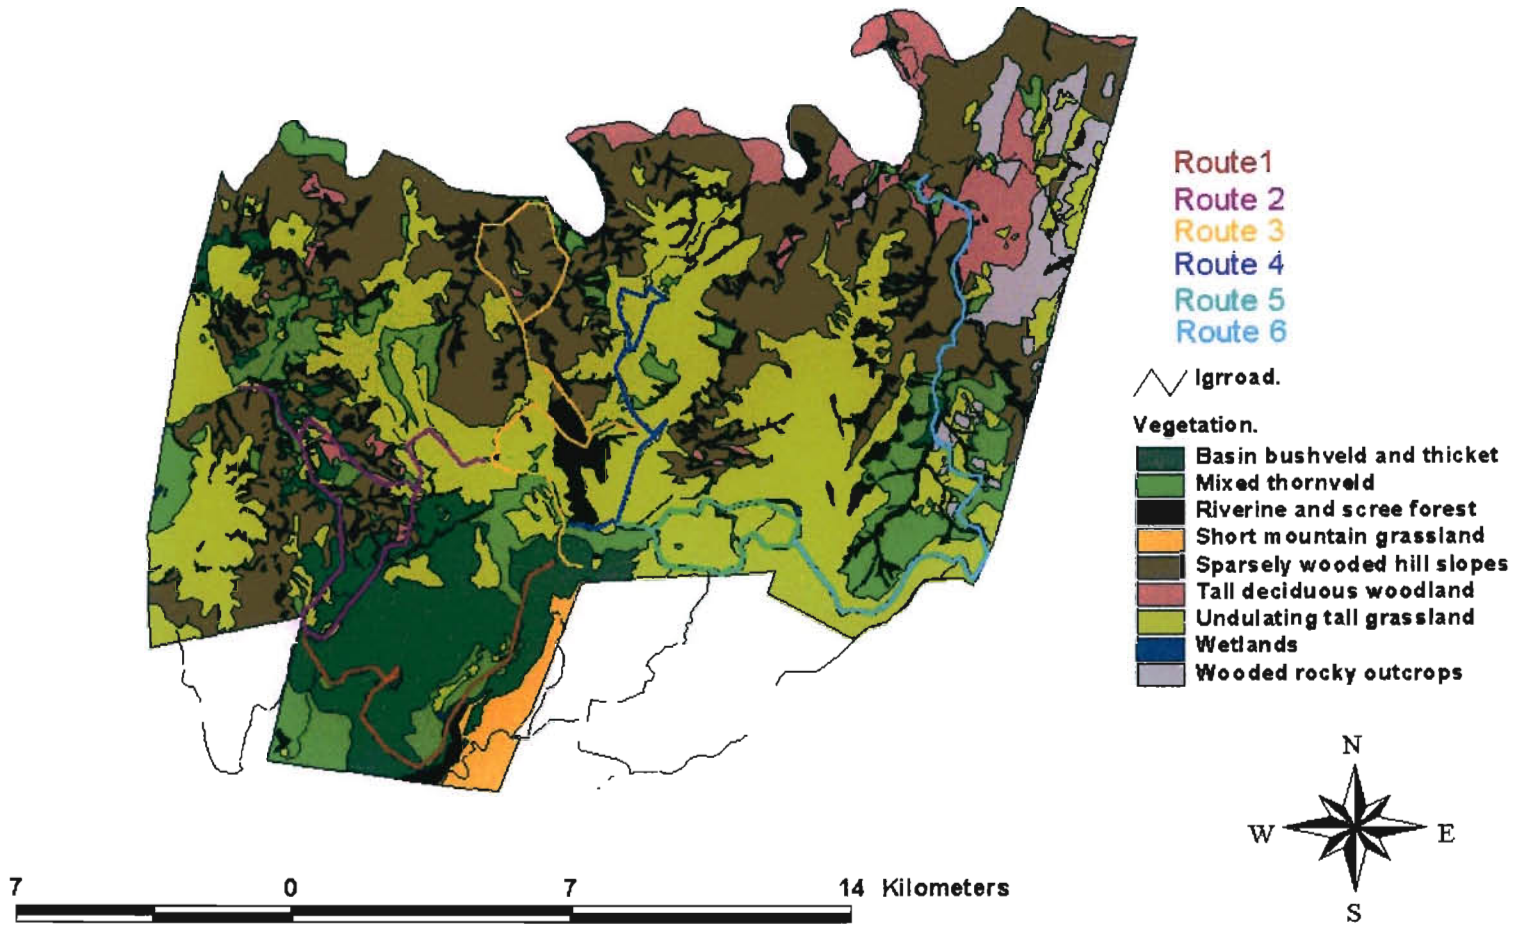 Route1
Route 2
Route 3
Route 4
Route 5
Route 6
Igrroad.
Vegetation.
Basin bushveld and thicket
Mixed thornveld
Riverine and scree forest
Short mountain grassland
Sparsely wooded hill slopes
Tall deciduous woodland
Undulating tall grassland
Wetlands
Wooded rocky outcrops
N
W E
S
7 0 7 14 Kilometers